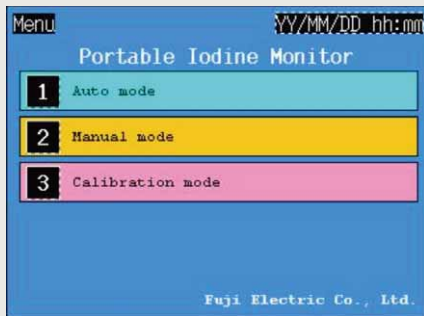 Menu YY/MM/DD hh:mm
Portable Iodine Monitor
1 Auto mode
2 Manual mode
3 Calibration mode
Fuji Electric Co., Ltd.